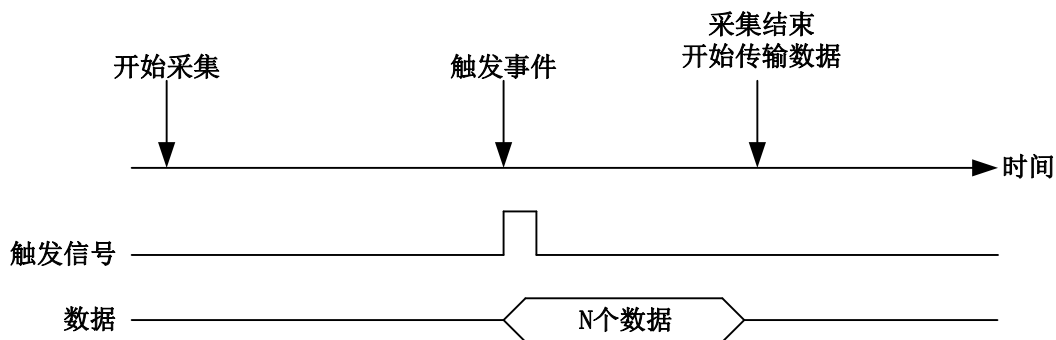 采集结束
开始传输数据
开始采集
触发事件
时间
触发信号
数据
N个数据